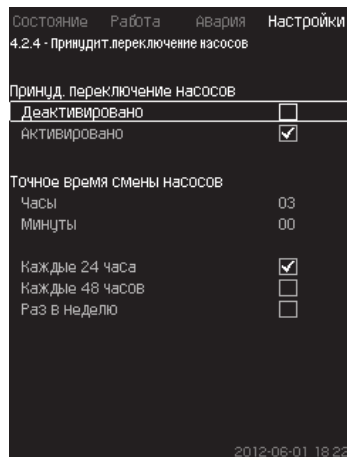 Состояние Работа Авария Настройки
4.2.4 - Принудит.переключение насосов
Принуд. переключение насосов
Деактивировано
Активировано
Точное время смены насосов
Часы 03
Минуты 00
Каждые 24 часа
Каждые 48 часов
Раз в неделю
2012-06-01 18:22